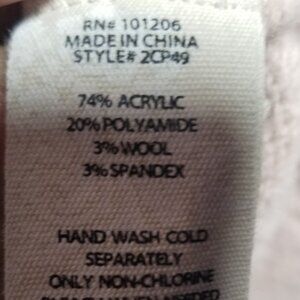 RN# 101206
MADE IN CHINA
STYLE# 2CP49
74% ACRYLIC
20% POLYAMIDE
3% WOOL
3% SPANDEX
HAND WASH COLD
SEPARATELY
ONLY NON-CHLORINE